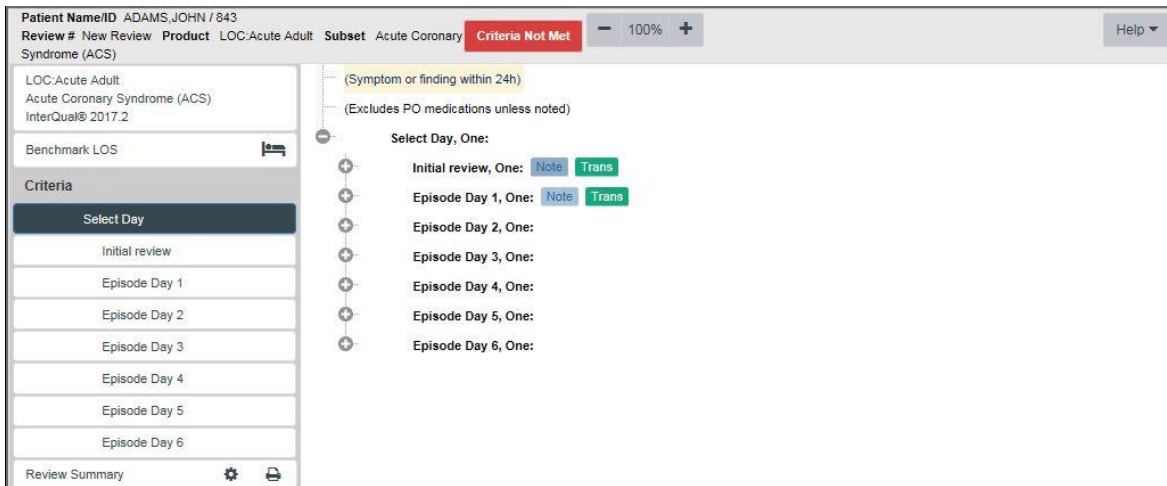 Patient Name/ID ADAMS,JOHN / 843
Review # New Review Product LOC:Acute Adult Subset Acute Coronary
Syndrome (ACS)
Criteria Not Met
100%
Help
LOC:Acute Adult
Acute Coronary Syndrome (ACS)
InterQual® 2017.2
Benchmark LOS
Criteria
Select Day
Initial review
Episode Day 1
Episode Day 2
Episode Day 3
Episode Day 4
Episode Day 5
Episode Day 6
Review Summary
(Symptom or finding within 24h)
(Excludes PO medications unless noted)
Select Day, One:
Initial review, One: Note Trans
Episode Day 1, One: Note Trans
Episode Day 2, One:
Episode Day 3, One:
Episode Day 4, One:
Episode Day 5, One:
Episode Day 6, One: